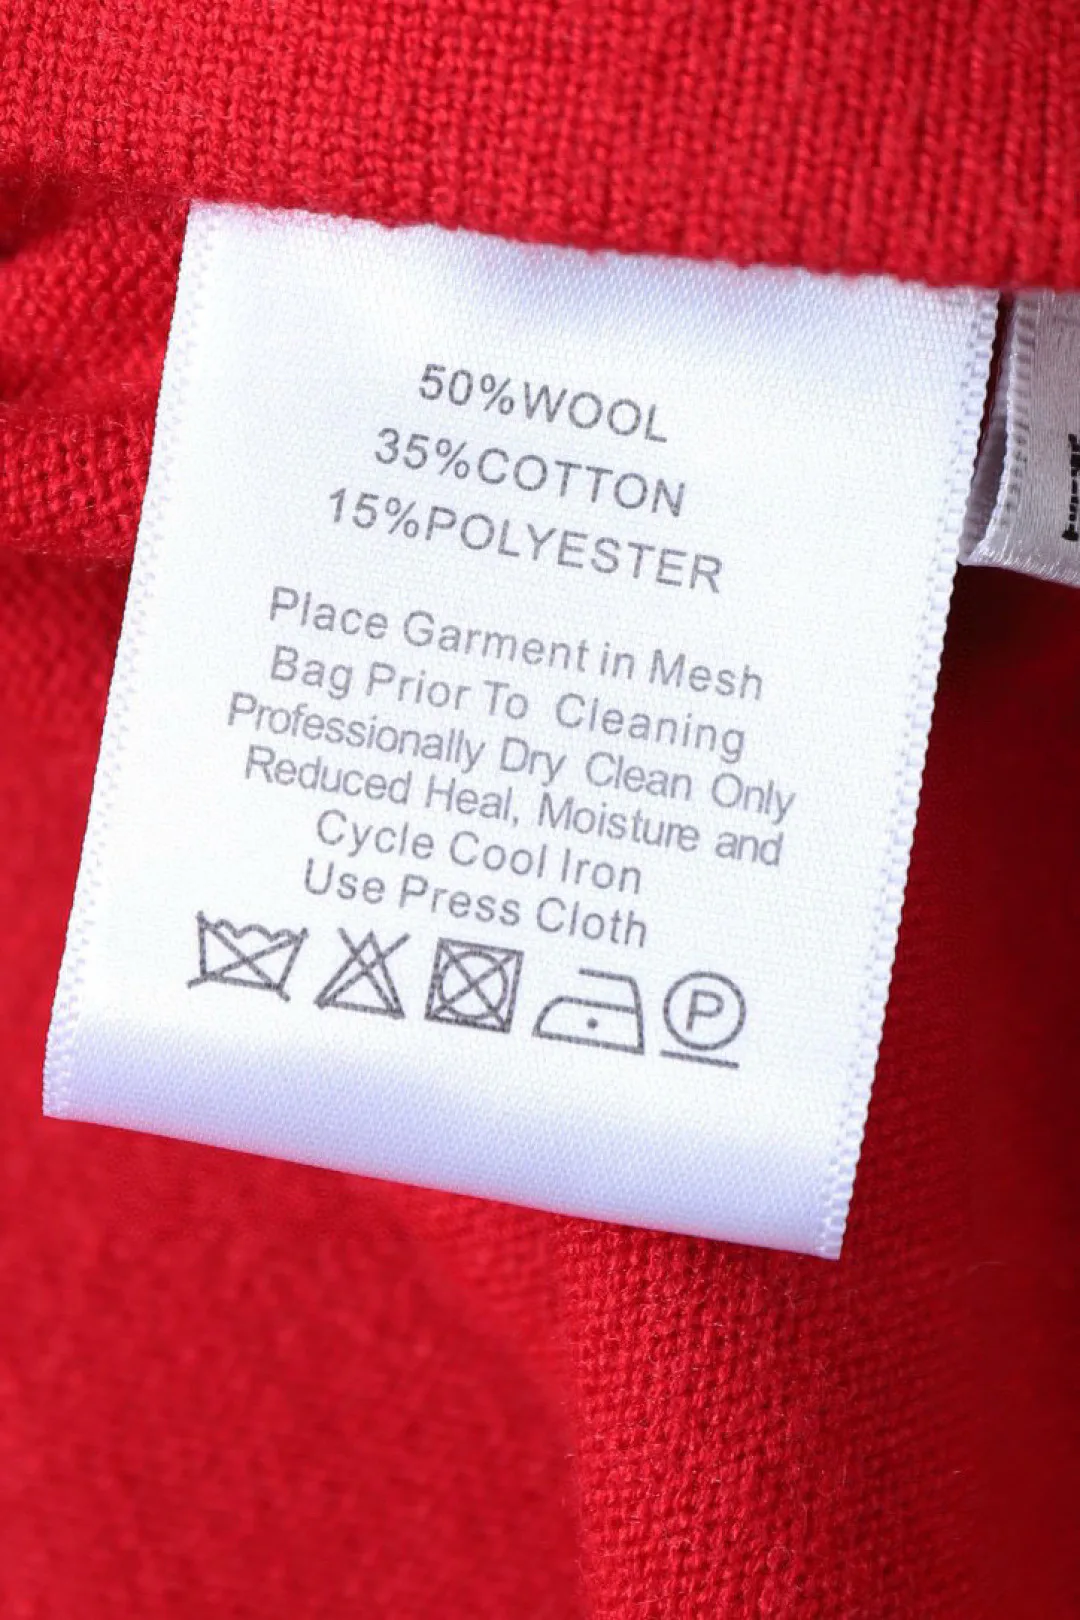 50%WOOL
35%COTTON
15%POLYESTER
Place Garment in Mesh
Bag Prior To Cleaning
Professionally Dry Clean Only
Reduced Heal, Moisture and
Cycle Cool Iron
Use Press Cloth
P